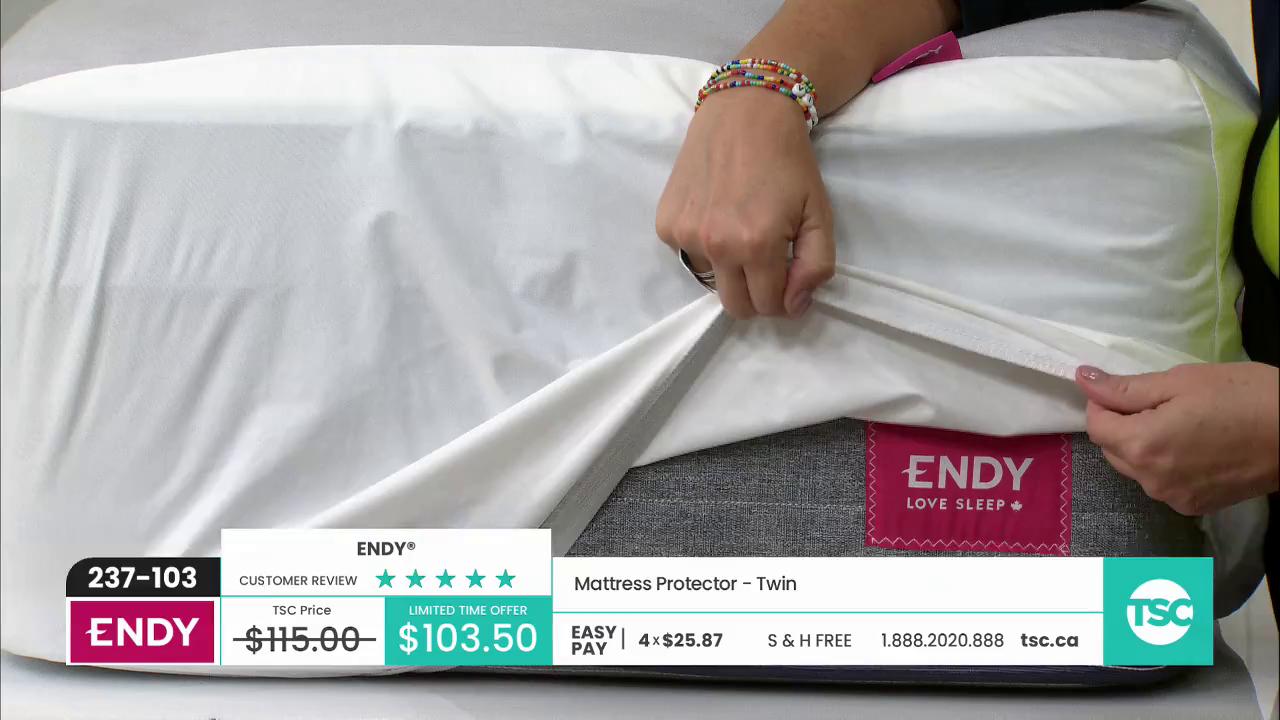 ENDY
LOVE SLEEP
237-103
ENDY
ENDY®
CUSTOMER REVIEW
TSC Price
$115.00
LIMITED TIME OFFER
$103.50
Mattress Protector - Twin
EASY PAY
4x$25.87
S & H FREE
1.888.2020.888
tsc.ca
TSC